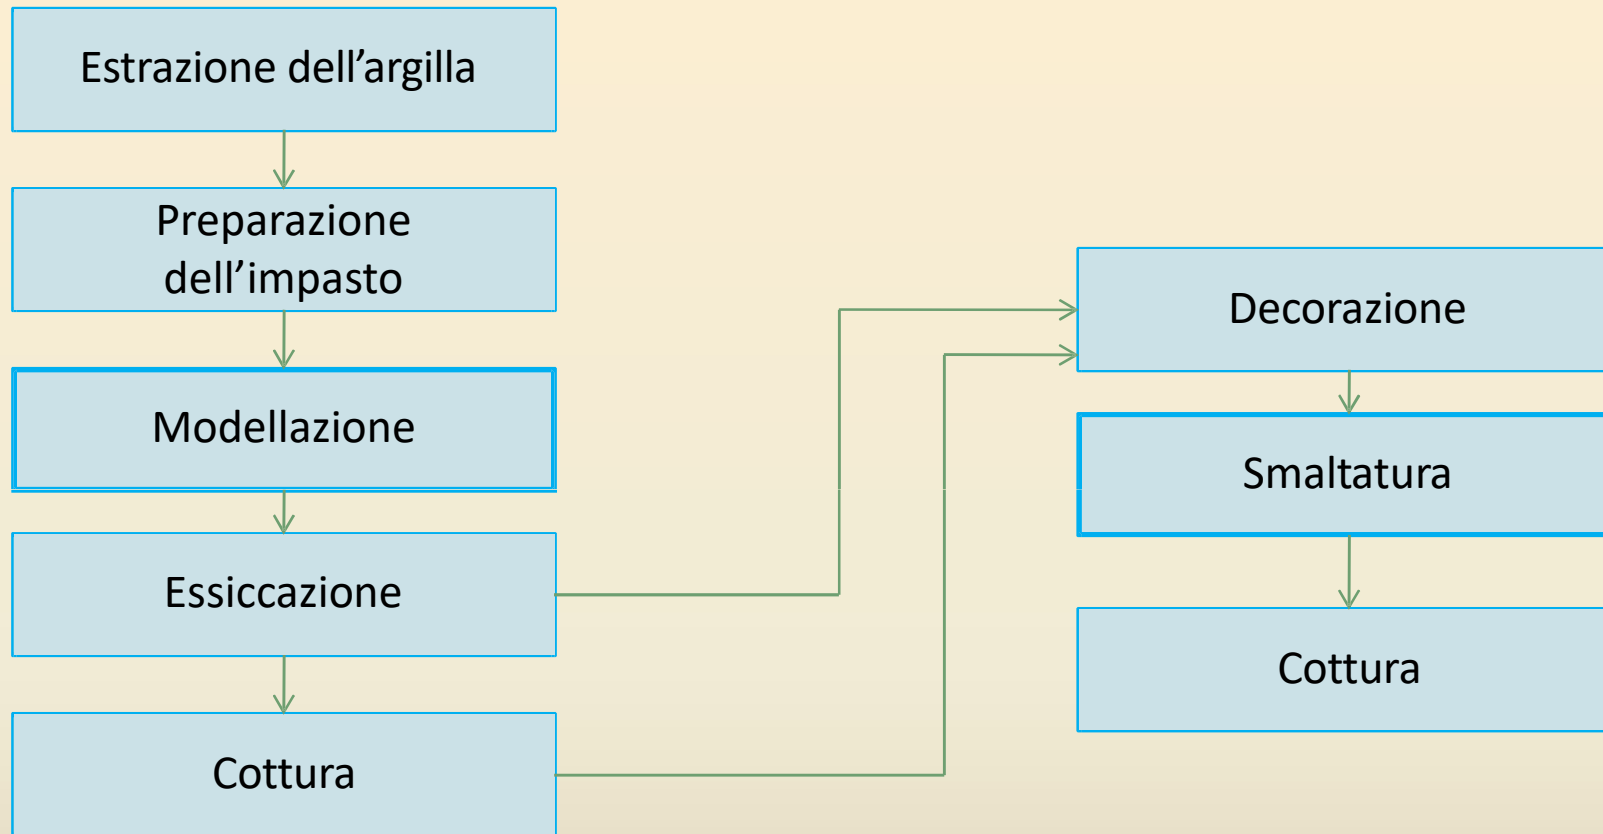 Estrazione dell’argilla
Preparazione
dell’impasto
Modellazione
Essiccazione
Cottura
Decorazione
Smaltatura
Cottura